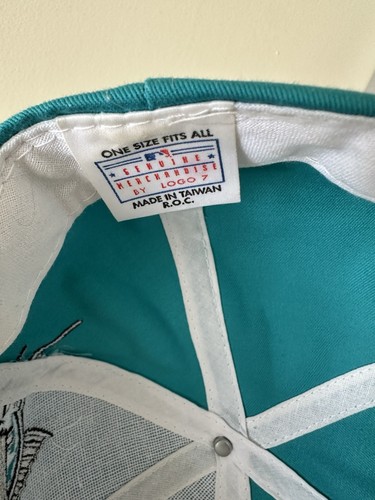 ONE SIZE FITS ALL
GENUINE
MERCHANDISE
BY LOGO 7
MADE IN TAIWAN
R.O.C.